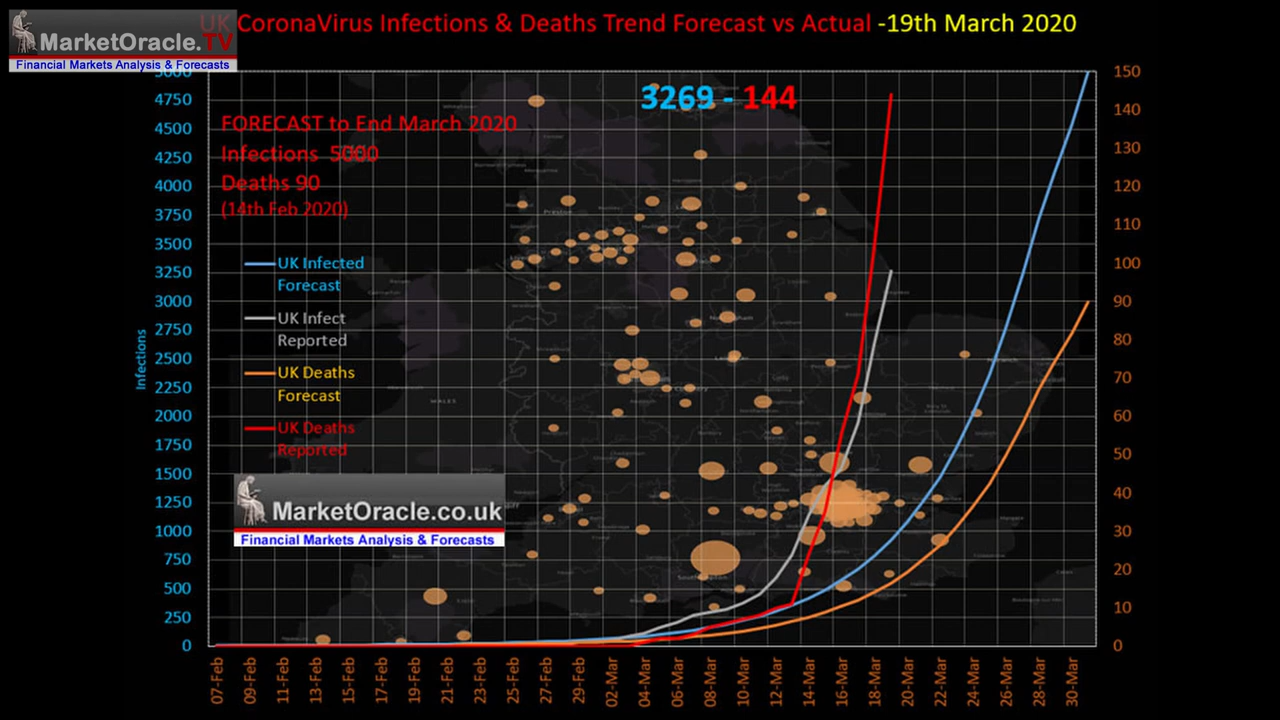 UK CoronaVirus Infections & Deaths Trend Forecast vs Actual -19th March 2020
MarketOracle.TV
Financial Markets Analysis & Forecasts
3269 - 144
FORECAST to End March 2020
Infections 5000
Deaths 90
(14th Feb 2020)
UK Infected
Forecast
UK Infect
Reported
UK Deaths
Forecast
UK Deaths
Reported
MarketOracle.co.uk
Financial Markets Analysis & Forecasts
Infections
5000
4750
4500
4250
4000
3750
3500
3250
3000
2750
2500
2250
2000
1750
1500
1250
1000
750
500
250
0
150
140
130
120
110
100
90
80
70
60
50
40
30
20
10
0
WALES
07-Feb
09-Feb
11-Feb
13-Feb
15-Feb
17-Feb
19-Feb
21-Feb
23-Feb
25-Feb
27-Feb
29-Feb
02-Mar
04-Mar
06-Mar
08-Mar
10-Mar
12-Mar
14-Mar
16-Mar
18-Mar
20-Mar
22-Mar
24-Mar
26-Mar
28-Mar
30-Mar